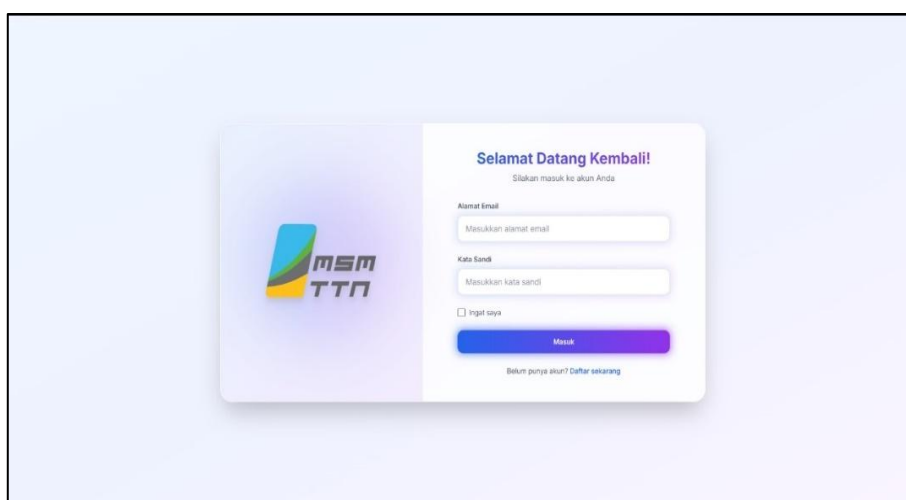 MSM
TTN
Selamat Datang Kembali!
Silakan masuk ke akun Anda
Alamat Email
Masukkan alamat email
Kata Sandi
Masukkan kata sandi
Ingat saya
Masuk
Belum punya akun? Daftar sekarang